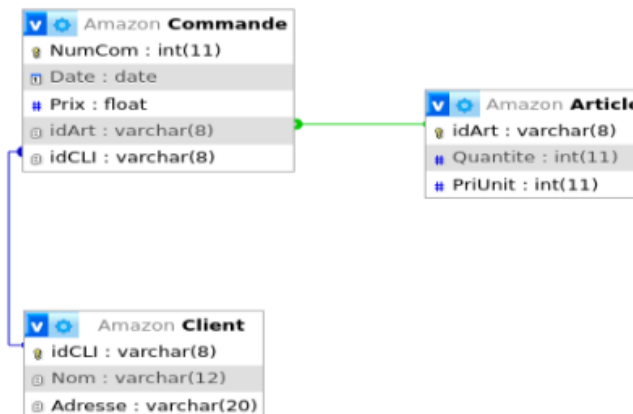 Amazon Commande
NumCom : int(11)
Date : date
Prix : float
idArt : varchar(8)
idCLI : varchar(8)
Amazon Article
idArt : varchar(8)
Quantite : int(11)
PriUnit : int(11)
Amazon Client
idCLI : varchar(8)
Nom : varchar(12)
Adresse : varchar(20)